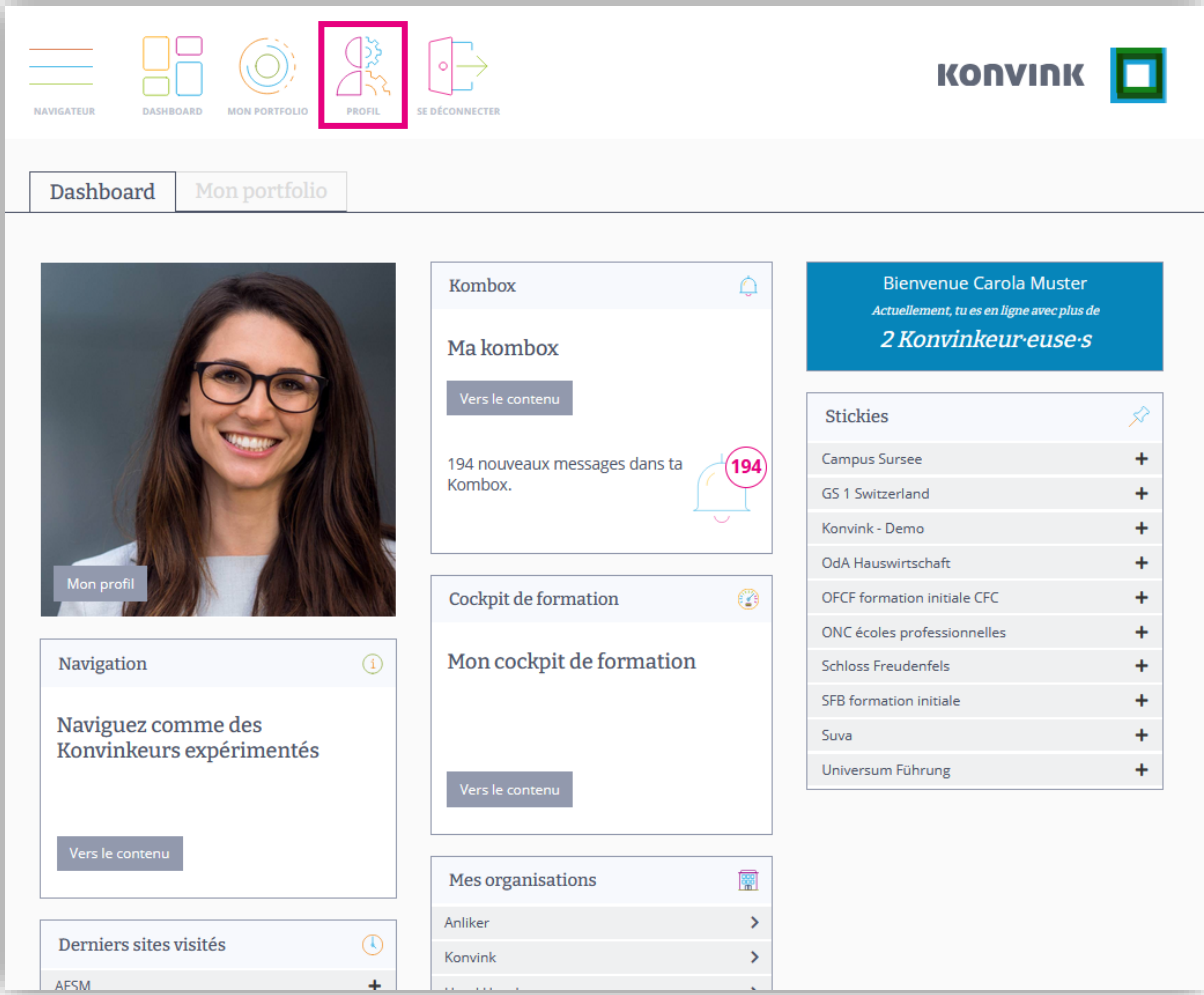 NAVIGATEUR
DASHBOARD
MON PORTFOLIO
PROFIL
SE DÉCONNECTER
KONVINK
Dashboard
Mon portfolio
Mon profil
Navigation
Naviguez comme des
Konvinkeurs expérimentés
Vers le contenu
Derniers sites visités
AFSM
Kombox
Ma kombox
Vers le contenu
194 nouveaux messages dans ta
Kombox.
194
Cockpit de formation
Mon cockpit de formation
Vers le contenu
Mes organisations
Anliker
Konvink
Bienvenue Carola Muster
Actuellement, tu es en ligne avec plus de
2 Konvinkeur·euse·s
Stickies
Campus Sursee
GS 1 Switzerland
Konvink - Demo
OdA Hauswirtschaft
OFCF formation initiale CFC
ONC écoles professionnelles
Schloss Freudenfels
SFB formation initiale
Suva
Universum Führung